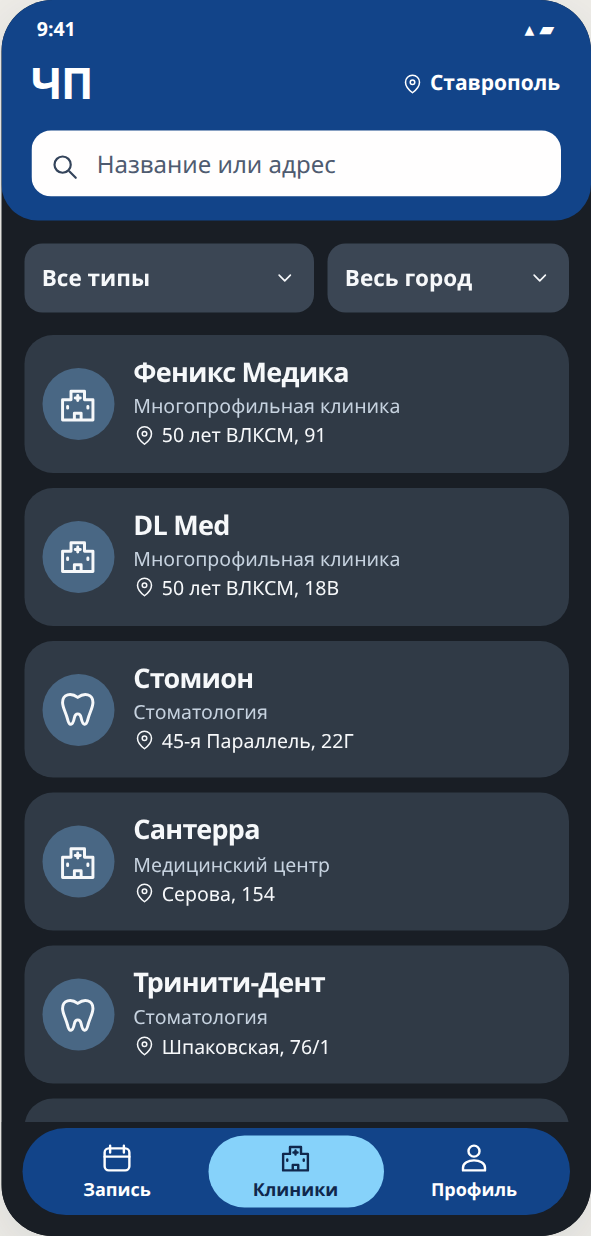 9:41
ЧП
Ставрополь
Название или адрес
Все типы
Весь город
Феникс Медика
Многопрофильная клиника
50 лет ВЛКСМ, 91
DL Med
Многопрофильная клиника
50 лет ВЛКСМ, 18В
Стомион
Стоматология
45-я Параллель, 22Г
Сантерра
Медицинский центр
Серова, 154
Тринити-Дент
Стоматология
Шпаковская, 76/1
Запись
Клиники
Профиль